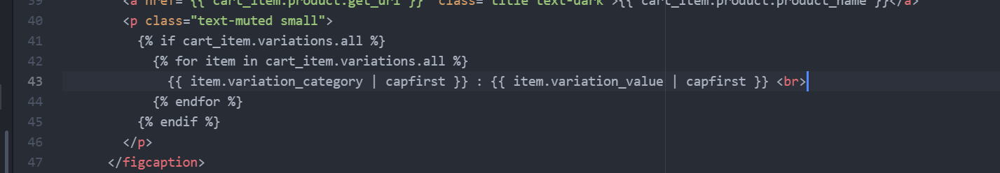 39 <a href="{{ cart_item.product.get_url }}" class="title text-dark">{{ cart_item.product.product_name }}</a>
40 <p class="text-muted small">
41 {% if cart_item.variations.all %}
42 {% for item in cart_item.variations.all %}
43 {{ item.variation_category | capfirst }} : {{ item.variation_value | capfirst }} <br>
44 {% endfor %}
45 {% endif %}
46 </p>
47 </figcaption>